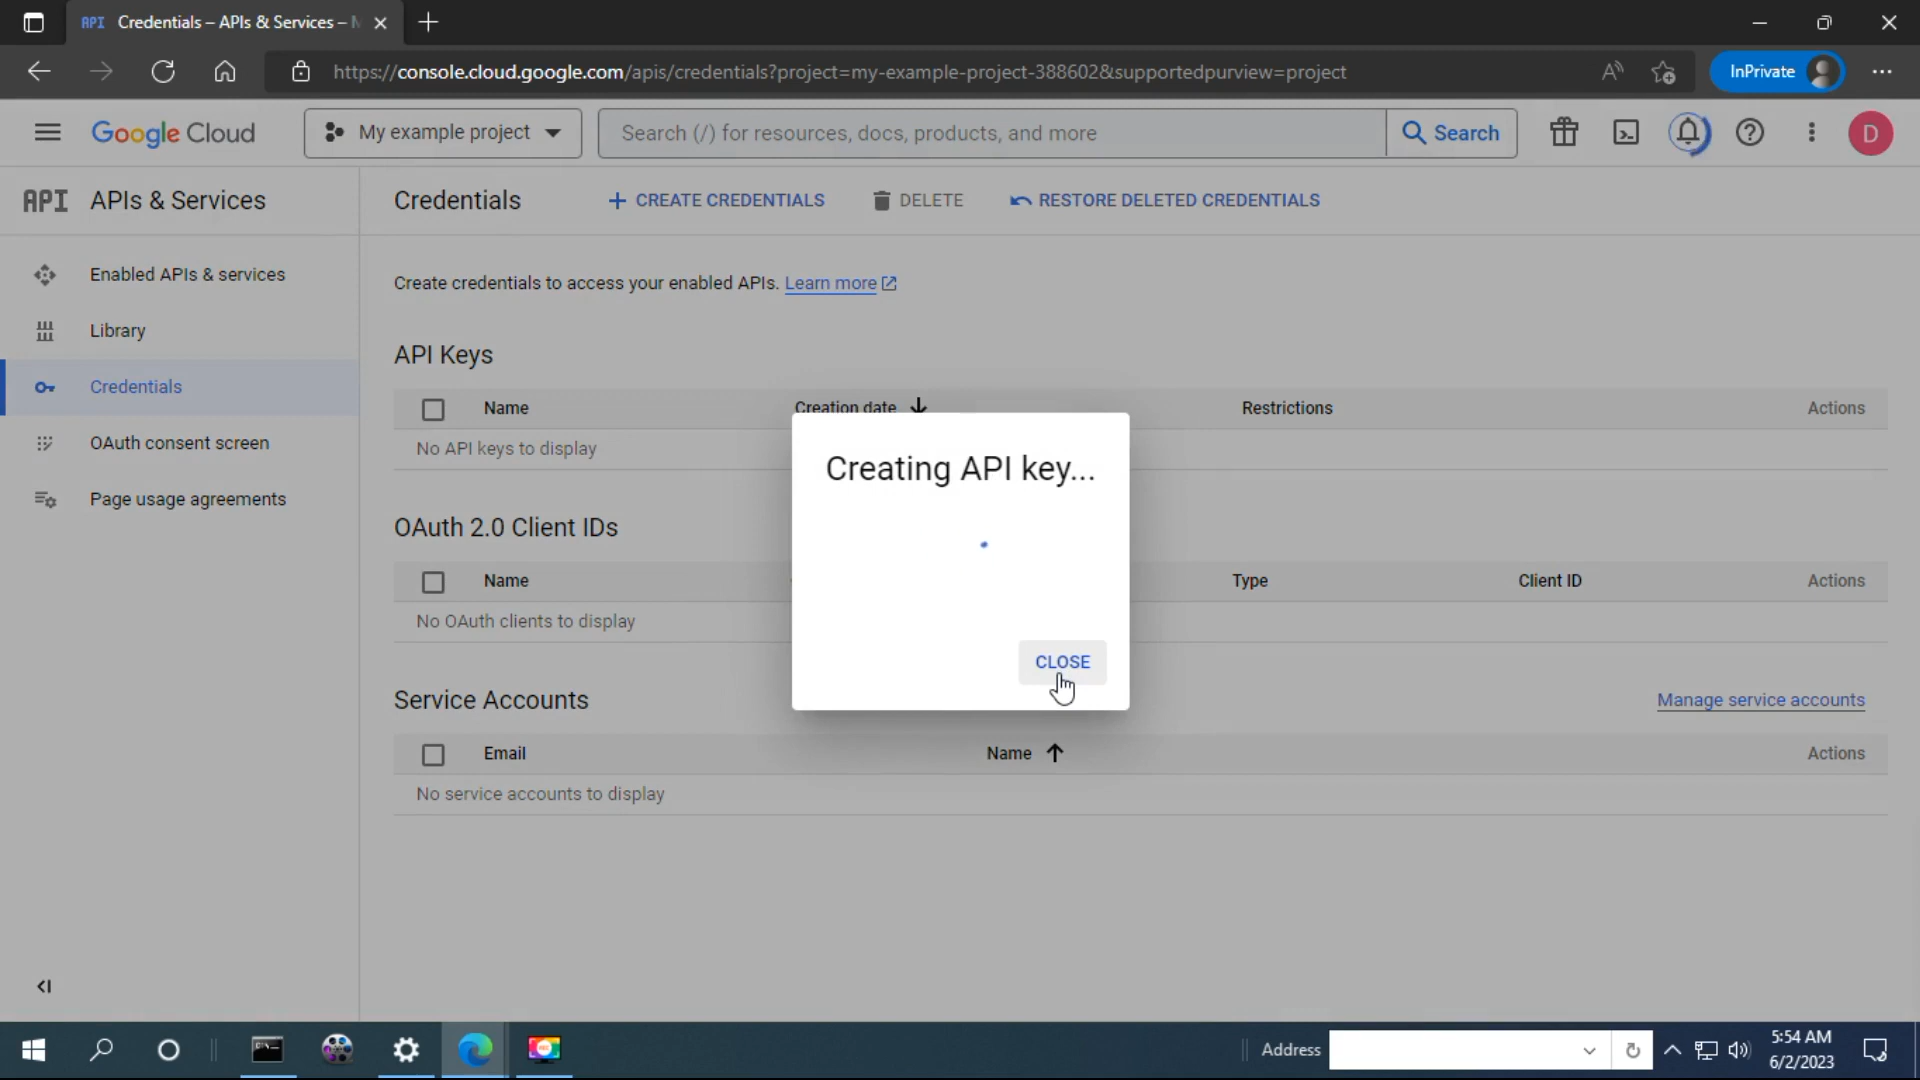 API Credentials – APIs & Services –
https://console.cloud.google.com/apis/credentials?project=my-example-project-388602&supportedpurview=project
InPrivate
Google Cloud
My example project
Search (/) for resources, docs, products, and more
Search
D
API APIs & Services
Credentials
CREATE CREDENTIALS
DELETE
RESTORE DELETED CREDENTIALS
Enabled APIs & services
Library
Credentials
OAuth consent screen
Page usage agreements
Create credentials to access your enabled APIs. Learn more
API Keys
Name
Creation date
Restrictions
Actions
No API keys to display
Creating API key...
CLOSE
OAuth 2.0 Client IDs
Name
Type
Client ID
Actions
No OAuth clients to display
Service Accounts
Manage service accounts
Email
Name
Actions
No service accounts to display
Address
5:54 AM
6/2/2023